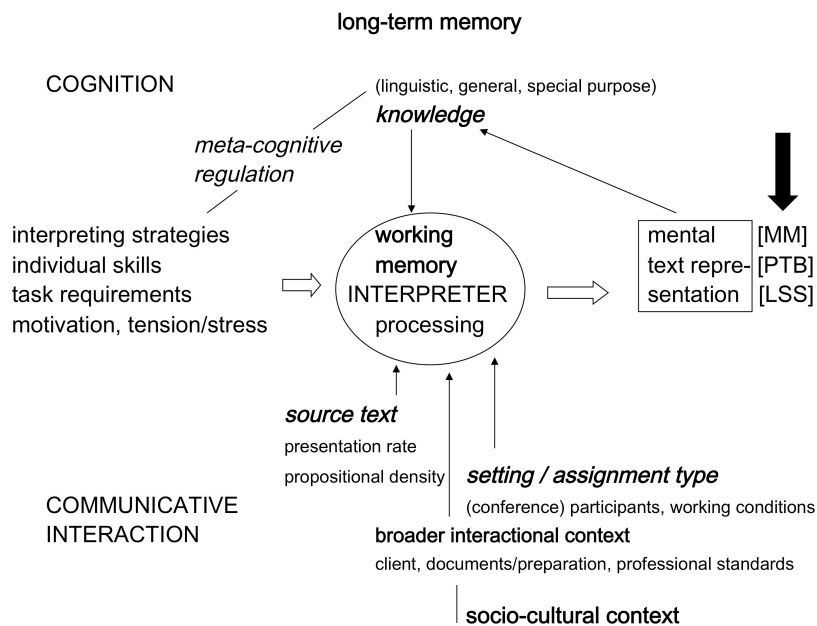 long-term memory
COGNITION
(linguistic, general, special purpose)
knowledge
meta-cognitive
regulation
interpreting strategies
individual skills
task requirements
motivation, tension/stress
working
memory
INTERPRETER
processing
mental [MM]
text repre- [PTB]
sentation [LSS]
source text
presentation rate
propositional density
setting / assignment type
(conference) participants, working conditions
COMMUNICATIVE
INTERACTION
broader interactional context
client, documents/preparation, professional standards
socio-cultural context